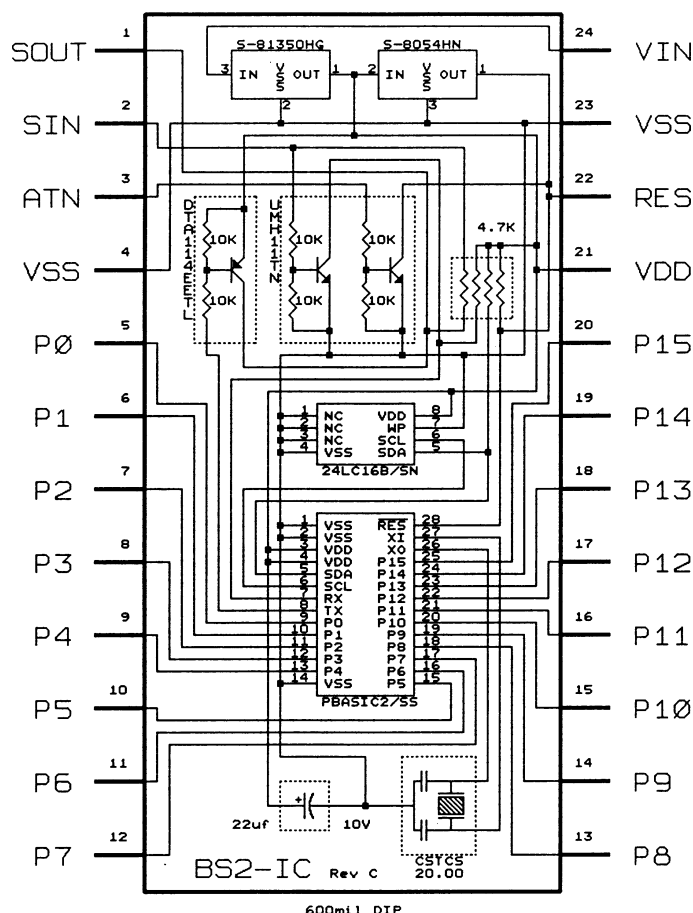 1 24
SOUT VIN
S-81350HG S-8054HN
3 IN VSS OUT 1 2 IN VSS OUT 1
2 3
2 23
SIN VSS
3 22
ATN RES
DTA114EETL UMH11TN
10K 10K 10K
10K 10K 10K
4.7K
4 21
VSS VDD
5 20
PØ P15
6 19
P1 P14
1 NC VDD 8
2 NC WP 7
3 NC SCL 6
4 VSS SDA 5
24LC16B/SN
7 18
P2 P13
8 17
P3 P12
9 16
P4 P11
1 VSS RES 28
2 VSS XI 27
3 VDD XO 26
4 VDD P15 25
5 SDA P14 24
6 SCL P13 23
7 RX P12 22
8 TX P11 21
9 P0 P10 20
10 P1 P9 19
11 P2 P8 18
12 P3 P7 17
13 P4 P6 16
14 VSS P5 15
PBASIC2/SS
10 15
P5 P1Ø
11 14
P6 P9
+
22uf 10V
12 13
P7 P8
CSTCS
20.00
BS2-IC Rev C
600mil DIP